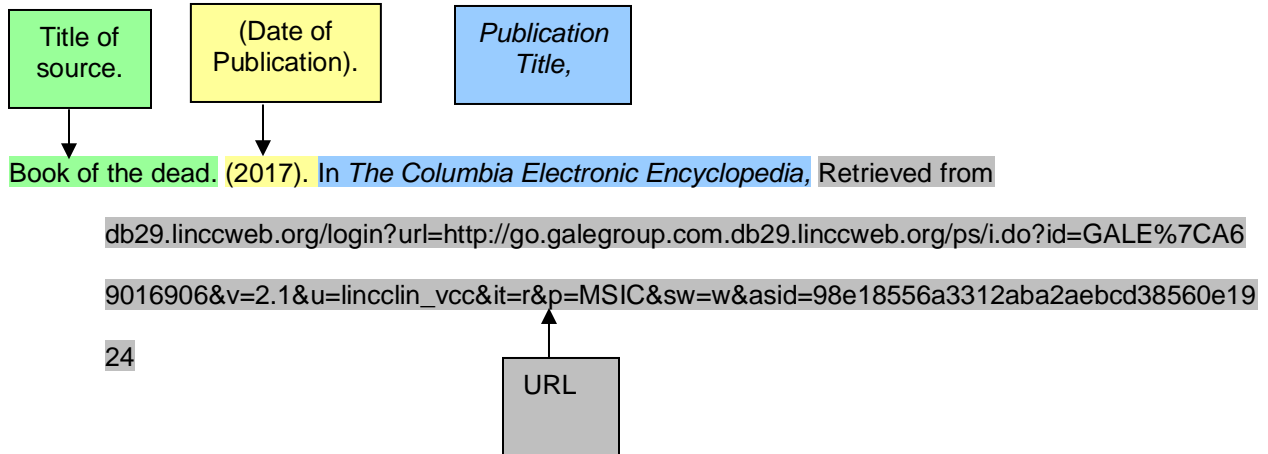 Title of
source.
(Date of
Publication).
Publication
Title,
Book of the dead. (2017). In The Columbia Electronic Encyclopedia, Retrieved from
db29.linccweb.org/login?url=http://go.galegroup.com.db29.linccweb.org/ps/i.do?id=GALE%7CA6
9016906&v=2.1&u=lincclin_vcc&it=r&p=MSIC&sw=w&asid=98e18556a3312aba2aebcd38560e19
24
URL